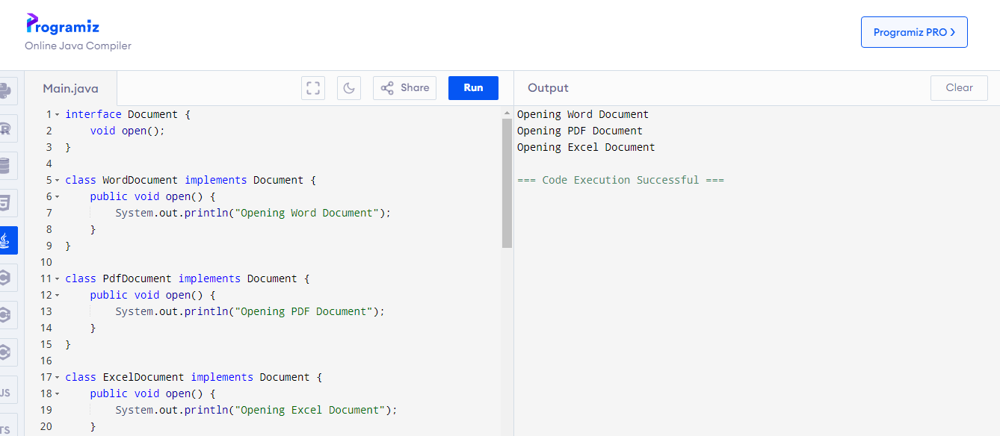 Programiz
Online Java Compiler
Programiz PRO >
Main.java
Share
Run
Output
Clear
1 interface Document {
2     void open();
3 }
4
5 class WordDocument implements Document {
6     public void open() {
7         System.out.println("Opening Word Document");
8     }
9 }
10
11 class PdfDocument implements Document {
12     public void open() {
13         System.out.println("Opening PDF Document");
14     }
15 }
16
17 class ExcelDocument implements Document {
18     public void open() {
19         System.out.println("Opening Excel Document");
20     }
Opening Word Document
Opening PDF Document
Opening Excel Document
=== Code Execution Successful ===
R
5
JS
TS